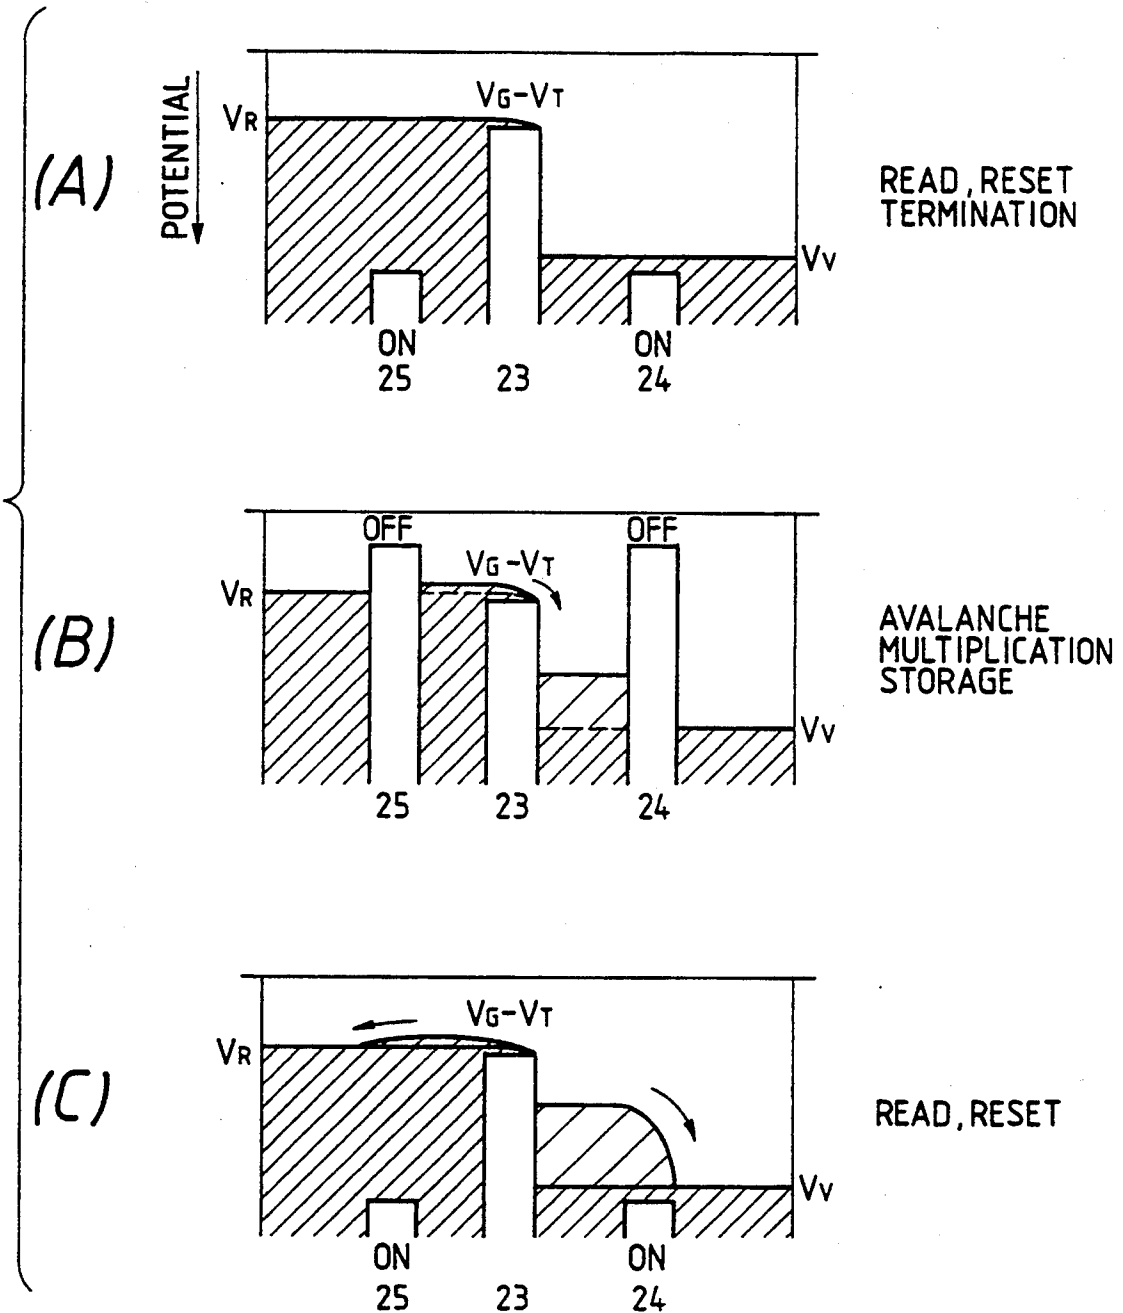 (A)
POTENTIAL
VR
VG-VT
VV
ON
25
23
ON
24
READ, RESET
TERMINATION
(B)
OFF
OFF
VG-VT
VR
VV
25
23
24
AVALANCHE
MULTIPLICATION
STORAGE
(C)
VG-VT
VR
VV
ON
25
23
ON
24
READ, RESET